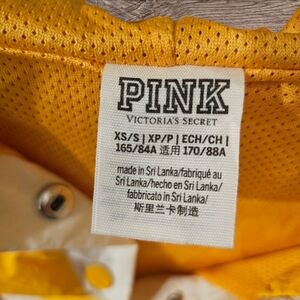 PINK
VICTORIA'S SECRET
XS/S | XP/P | ECH/CH |
165/84A 适用 170/88A
made in Sri Lanka/fabriqué au
Sri Lanka/hecho en Sri Lanka/
fabbricato in Sri Lanka/
斯里兰卡制造